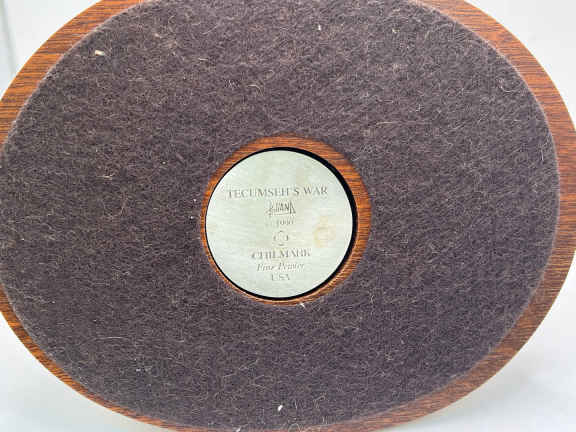 TECUMSEH'S WAR
1990
CHILMARK
Fine Pewter
USA